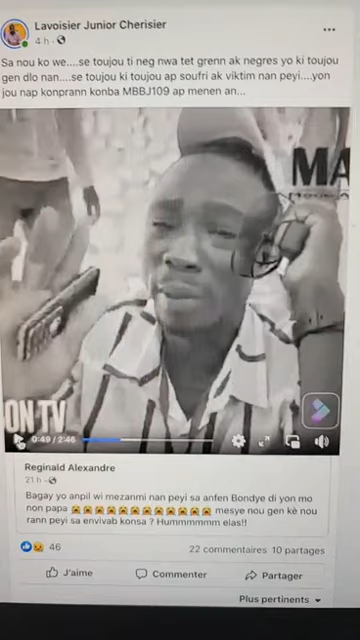 Lavoisier Junior Cherisier
4 h ·
Sa nou ko we....se toujou ti neg nwa tet grenn ak negres yo ki toujou
gen dlo nan....se toujou ki toujou ap soufri ak viktim nan peyi....yon
jou nap konprann konba MBBJ109 ap menen an...
MA
ON TV
0:49 / 2:46
Reginald Alexandre
21 h ·
Bagay yo anpil wi mezanmi nan peyi sa anfen Bondye di yon mo
non papa 😭😭😭😭😭😭😭😭😭😭😭😭 mesye nou gen kè nou
rann peyi sa envivab konsa ? Hummmmmm elas!!
46
22 commentaires 10 partages
J'aime
Commenter
Partager
Plus pertinents